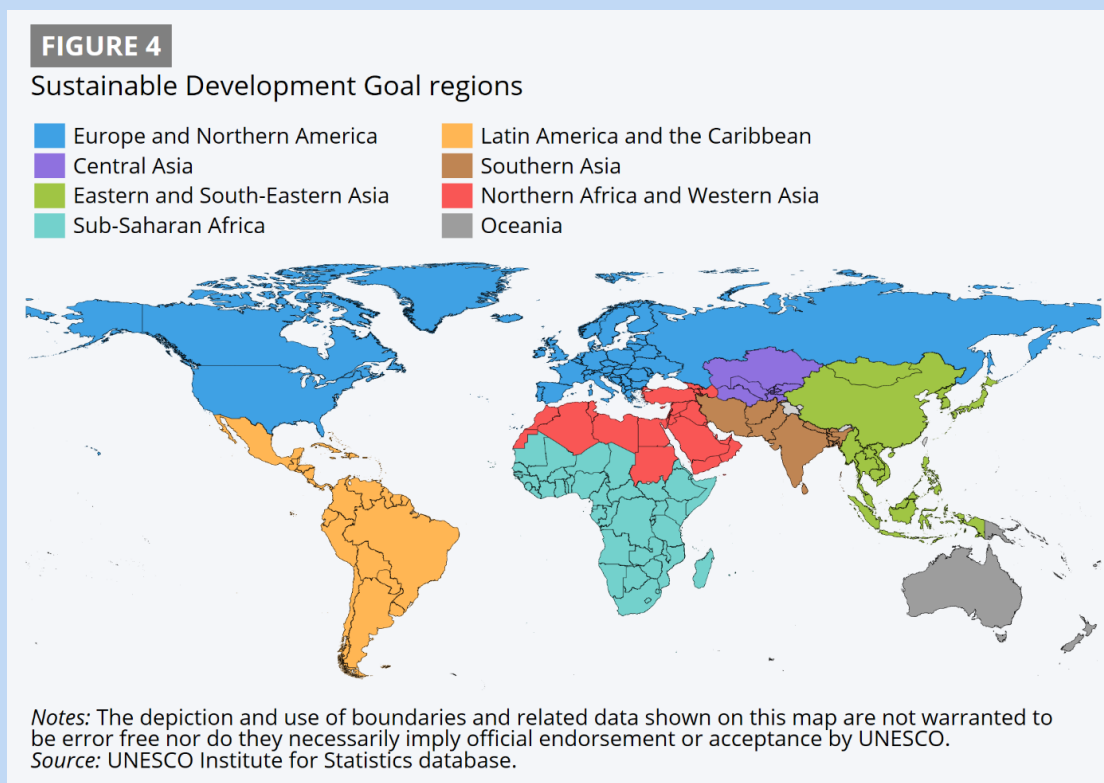 FIGURE 4
Sustainable Development Goal regions
Europe and Northern America
Central Asia
Eastern and South-Eastern Asia
Sub-Saharan Africa
Latin America and the Caribbean
Southern Asia
Northern Africa and Western Asia
Oceania
Notes: The depiction and use of boundaries and related data shown on this map are not warranted to
be error free nor do they necessarily imply official endorsement or acceptance by UNESCO.
Source: UNESCO Institute for Statistics database.